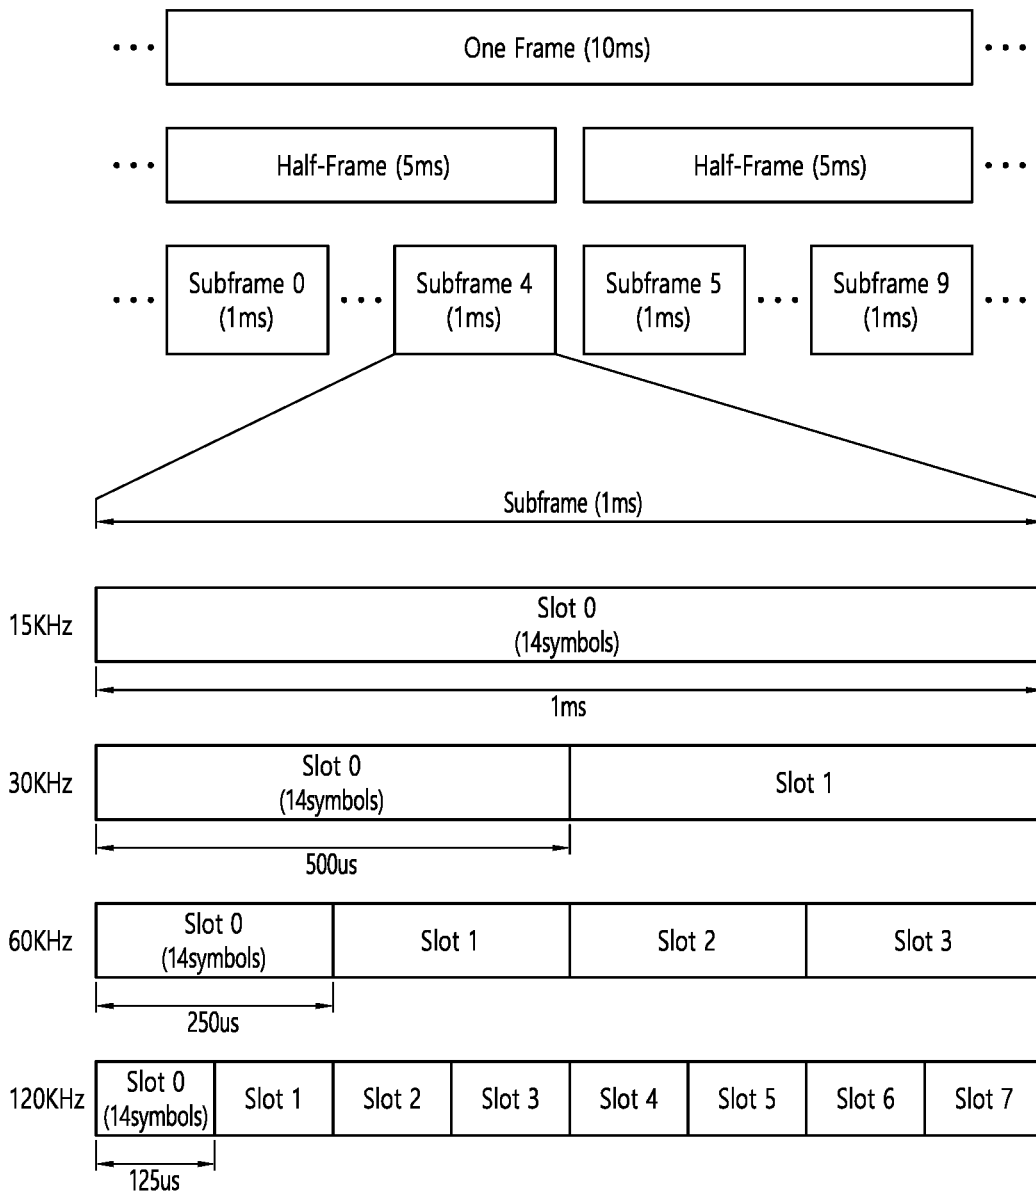 One Frame (10ms)
Half-Frame (5ms)
Half-Frame (5ms)
Subframe 0
(1ms)
Subframe 4
(1ms)
Subframe 5
(1ms)
Subframe 9
(1ms)
Subframe (1ms)
15KHz
Slot 0
(14symbols)
1ms
30KHz
Slot 0
(14symbols)
Slot 1
500us
60KHz
Slot 0
(14symbols)
Slot 1
Slot 2
Slot 3
250us
120KHz
Slot 0
(14symbols)
Slot 1
Slot 2
Slot 3
Slot 4
Slot 5
Slot 6
Slot 7
125us